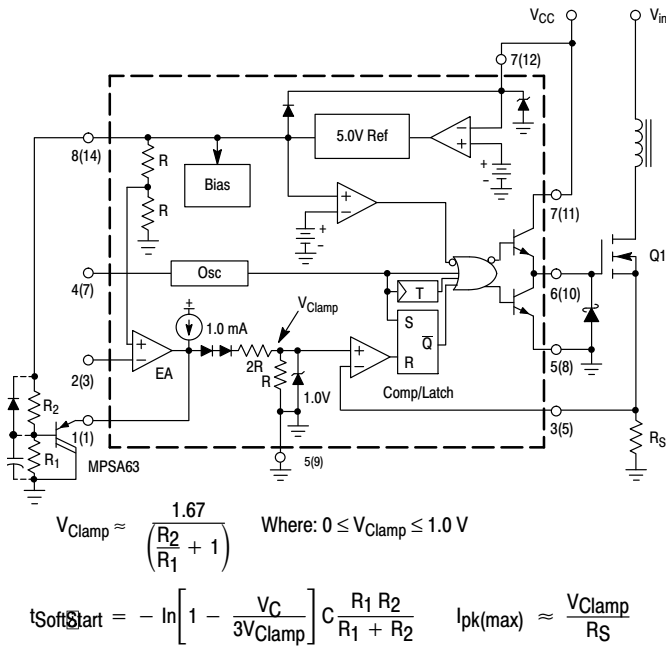 VCC
Vin
7(12)
5.0V Ref
+
−
+
−
8(14)
R
Bias
R
+
−
+
−
7(11)
Q1
4(7)
Osc
T
6(10)
+
1.0 mA
VClamp
S
Q
R
+
−
EA
2R
R
1.0V
+
−
Comp/Latch
5(8)
2(3)
3(5)
R2
1(1)
R1
MPSA63
5(9)
RS
VClamp ≈ 1.67 / (R2/R1 + 1) Where: 0 ≤ VClamp ≤ 1.0 V
tSoftStart = − ln[1 − VC/3VClamp] C R1 R2/R1 + R2 Ipk(max) ≈ VClamp/RS